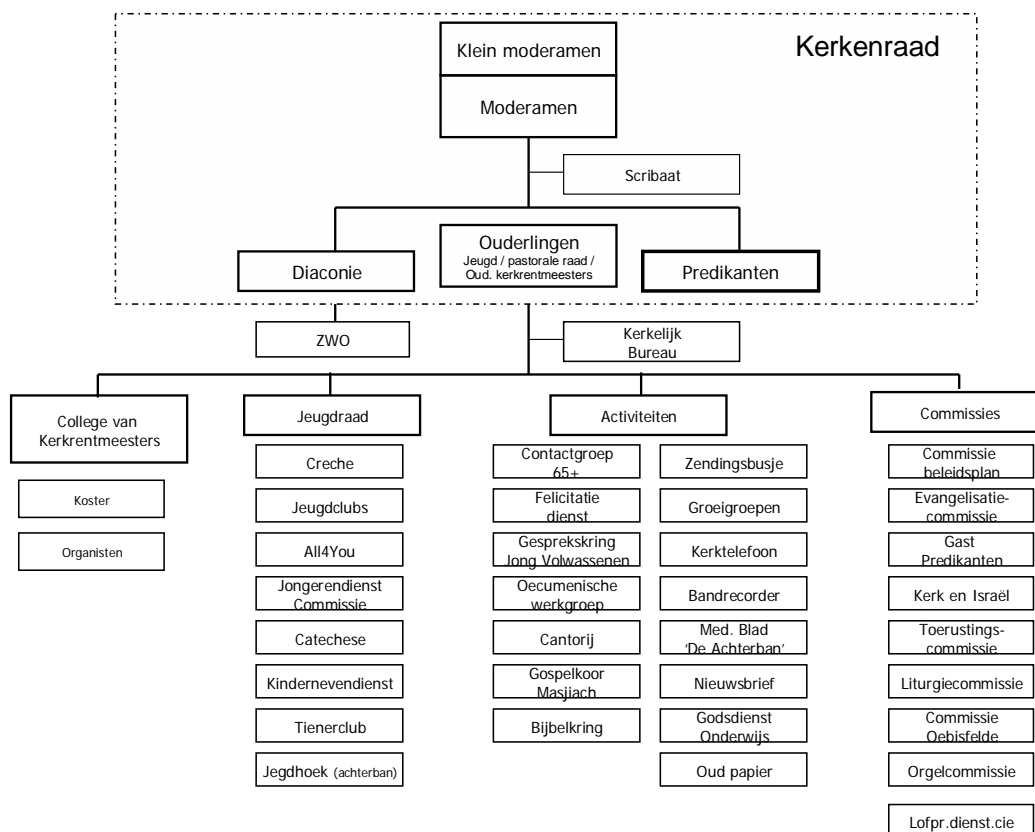 Kerkenraad
Klein moderamen
Moderamen
Scribaat
Diaconie
Ouderlingen
Jeugd / pastorale raad /
Oud. kerkrentmeesters
Predikanten
ZWO
Kerkelijk
Bureau
College van
Kerkrentmeesters
Koster
Organisten
Jeugdraad
Creche
Jeugdclubs
All4You
Jongerendienst
Commissie
Catechese
Kindernevendienst
Tienerclub
Jegdhoek (achterban)
Activiteiten
Contactgroep
65+
Felicitatie
dienst
Gesprekskring
Jong Volwassenen
Oecumenische
werkgroep
Cantorij
Gospelkoor
Masjiach
Bijbelkring
Zendingsbusje
Groeigroepen
Kerktelefoon
Bandrecorder
Med. Blad
‘De Achterban’
Nieuwsbrief
Godsdienst
Onderwijs
Oud papier
Commissies
Commissie
beleidsplan
Evangelisatie-
commissie
Gast
Predikanten
Kerk en Israël
Toerustings-
commissie
Liturgiecommissie
Commissie
Oebisfelde
Orgelcommissie
Lofpr.dienst.cie